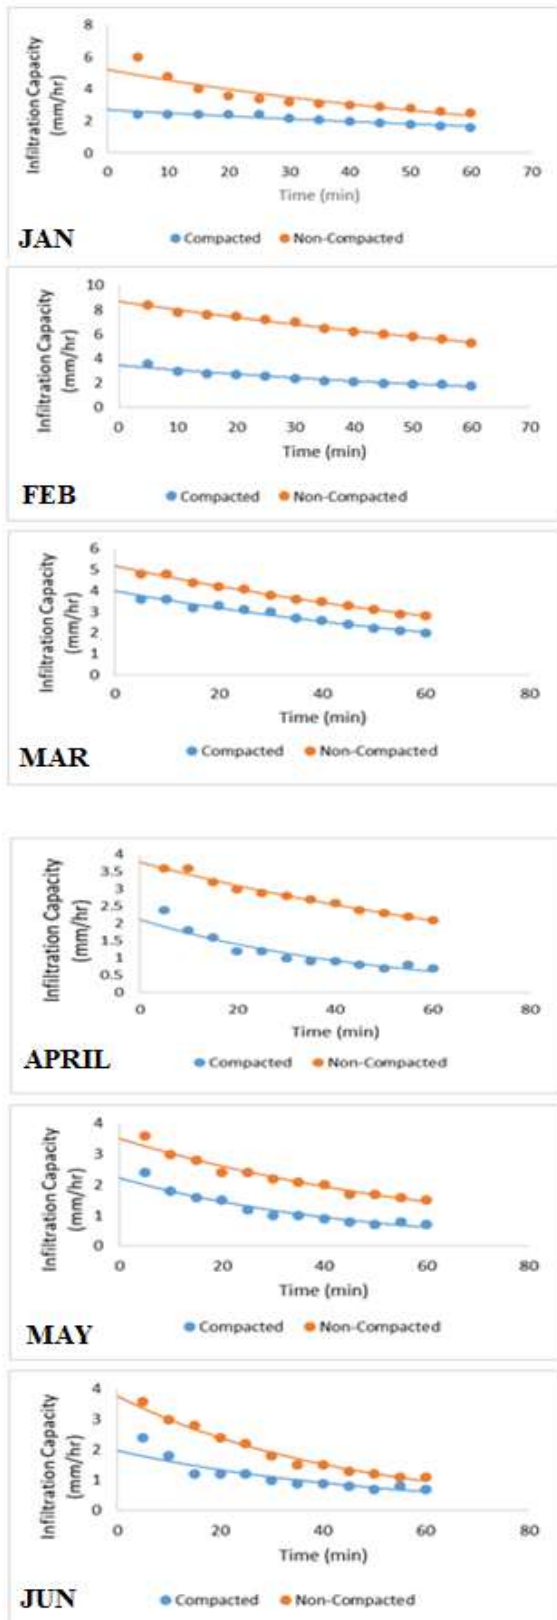 Infiltration Capacity
(mm/hr)
8
6
4
2
0
0 10 20 30 40 50 60 70
Time (min)
JAN
Compacted Non-Compacted
Infiltration Capacity
(mm/hr)
10
8
6
4
2
0
0 10 20 30 40 50 60 70
Time (min)
FEB
Compacted Non-Compacted
Infiltration Capacity
(mm/hr)
6
5
4
3
2
1
0
0 20 40 60 80
Time (min)
MAR
Compacted Non-Compacted
Infiltration Capacity
(mm/hr)
4
3.5
3
2.5
2
1.5
1
0.5
0
0 20 40 60 80
Time (min)
APRIL
Compacted Non-Compacted
Infiltration Capacity
(mm/hr)
4
3
2
1
0
0 20 40 60 80
Time (min)
MAY
Compacted Non-Compacted
Infiltration Capacity
(mm/hr)
4
3
2
1
0
0 20 40 60 80
Time (min)
JUN
Compacted Non-Compacted